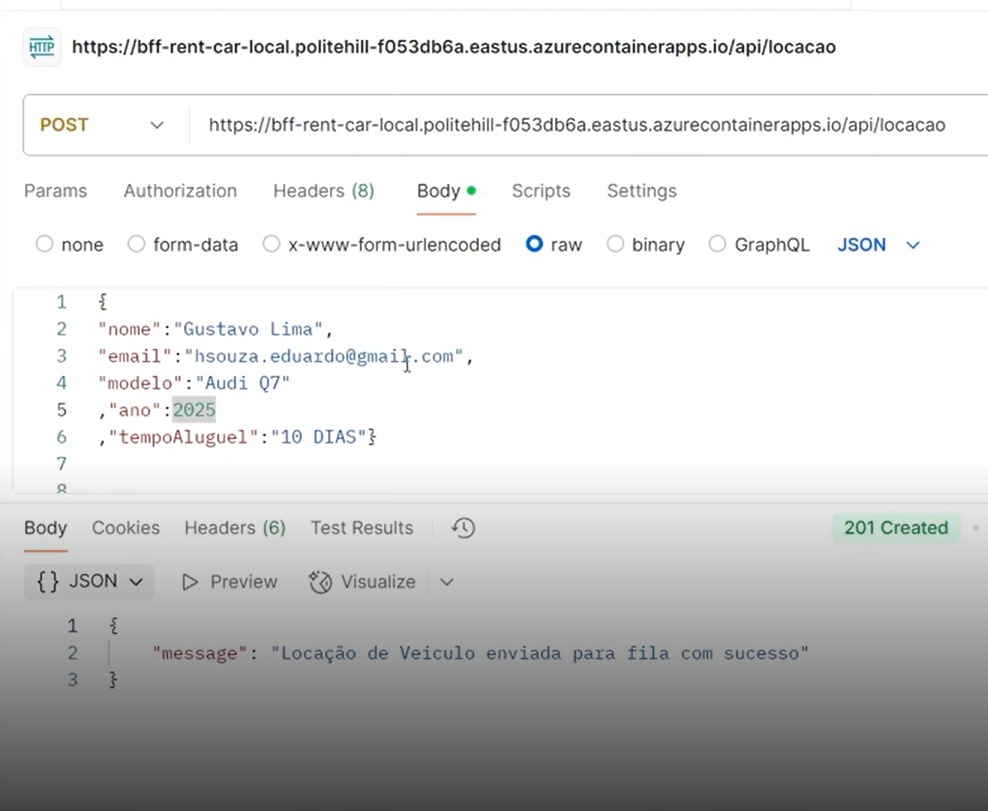 HTTP https://bff-rent-car-local.politehill-f053db6a.eastus.azurecontainerapps.io/api/locacao
POST https://bff-rent-car-local.politehill-f053db6a.eastus.azurecontainerapps.io/api/locacao
Params Authorization Headers (8) Body Scripts Settings
none form-data x-www-form-urlencoded raw binary GraphQL JSON
1 {
2 "nome":"Gustavo Lima",
3 "email":"hsouza.eduardo@gmail.com",
4 "modelo":"Audi Q7"
5 ,"ano":2025
6 ,"tempoAluguel":"10 DIAS"}
7
8
Body Cookies Headers (6) Test Results 201 Created
{} JSON Preview Visualize
1 {
2 "message": "Locação de Veiculo enviada para fila com sucesso"
3 }